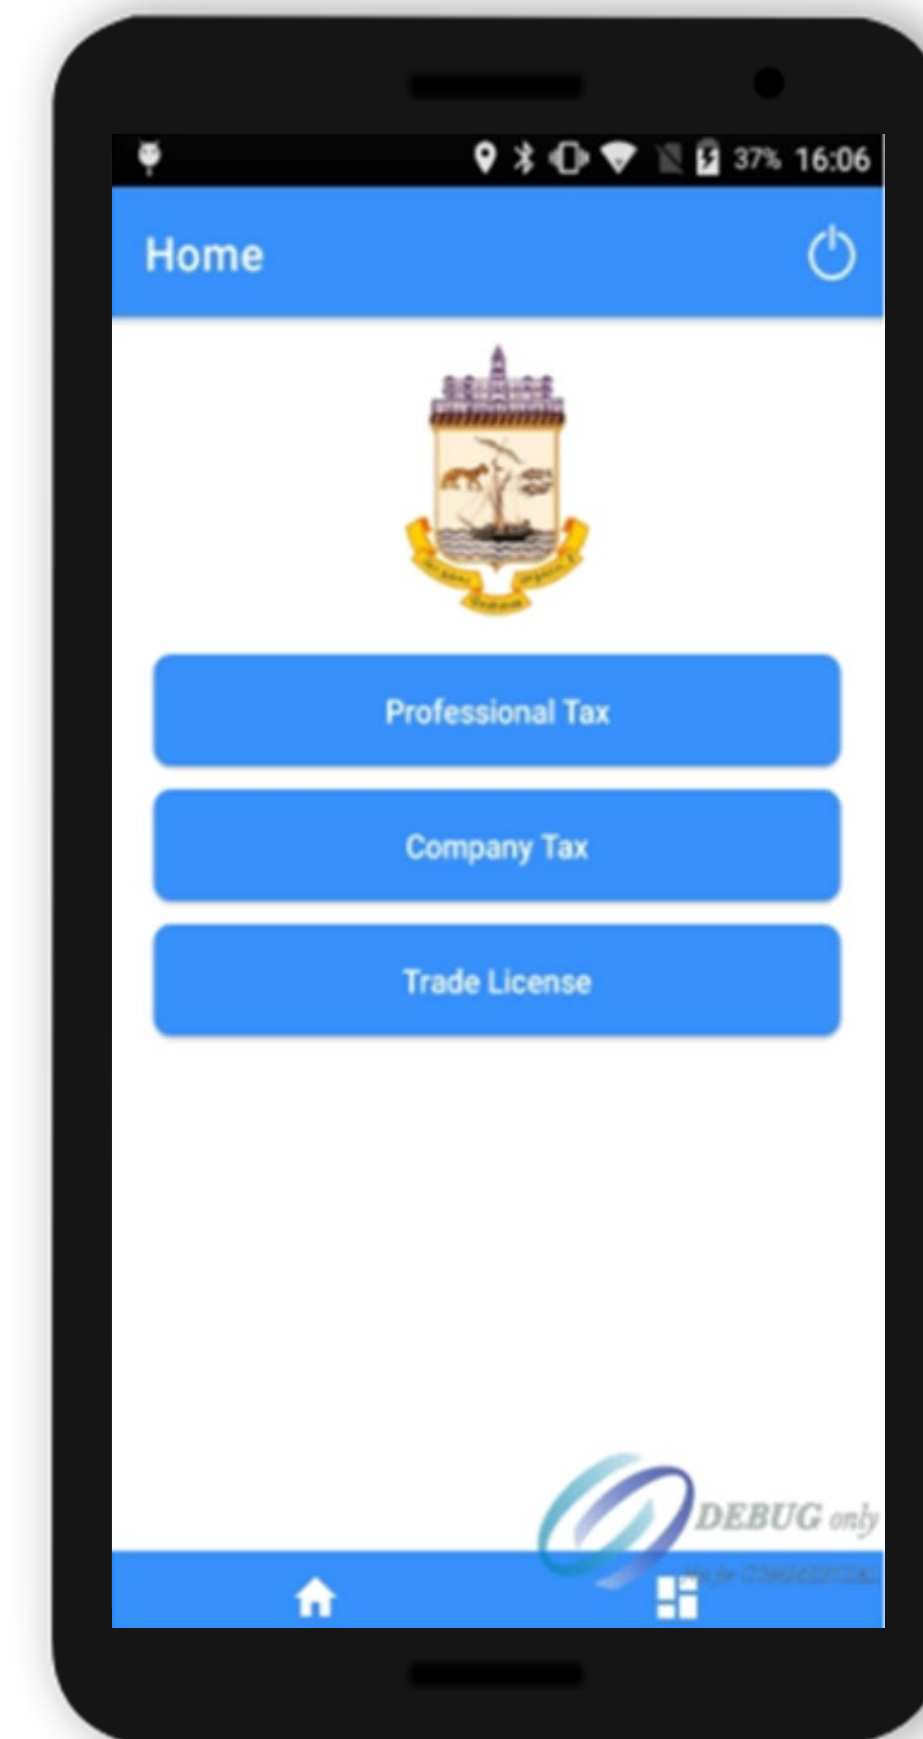 37% 16:06
Home
Professional Tax
Company Tax
Trade License
DEBUG only